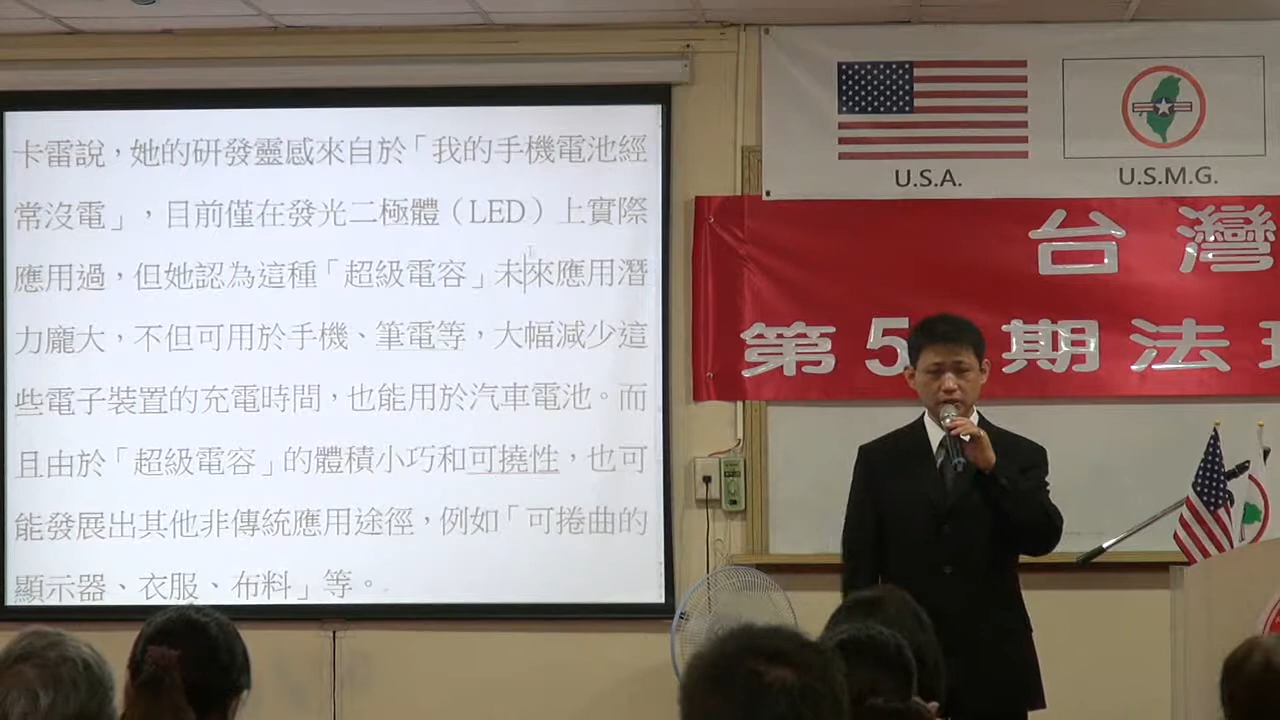 卡雷說，她的研發靈感來自於「我的手機電池經
常沒電」，目前僅在發光二極體（LED）上實際
應用過，但她認為這種「超級電容」未來應用潛
力龐大，不但可用於手機、筆電等，大幅減少這
些電子裝置的充電時間，也能用於汽車電池。而
且由於「超級電容」的體積小巧和可撓性，也可
能發展出其他非傳統應用途徑，例如「可捲曲的
顯示器、衣服、布料」等。
U.S.A.
U.S.M.G.
台灣
第5 期法